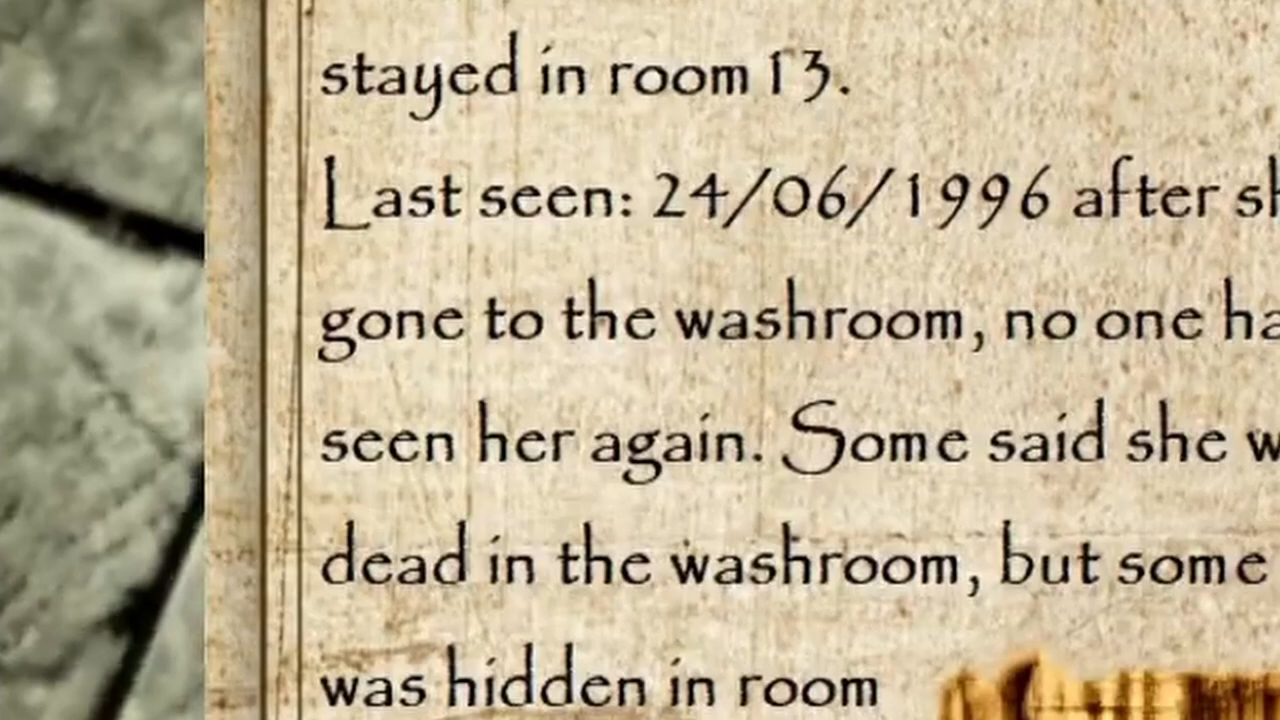 stayed in room 13.
Last seen: 24/06/1996 after
gone to the washroom, no one
seen her again. Some said she
dead in the washroom, but some
was hidden in room